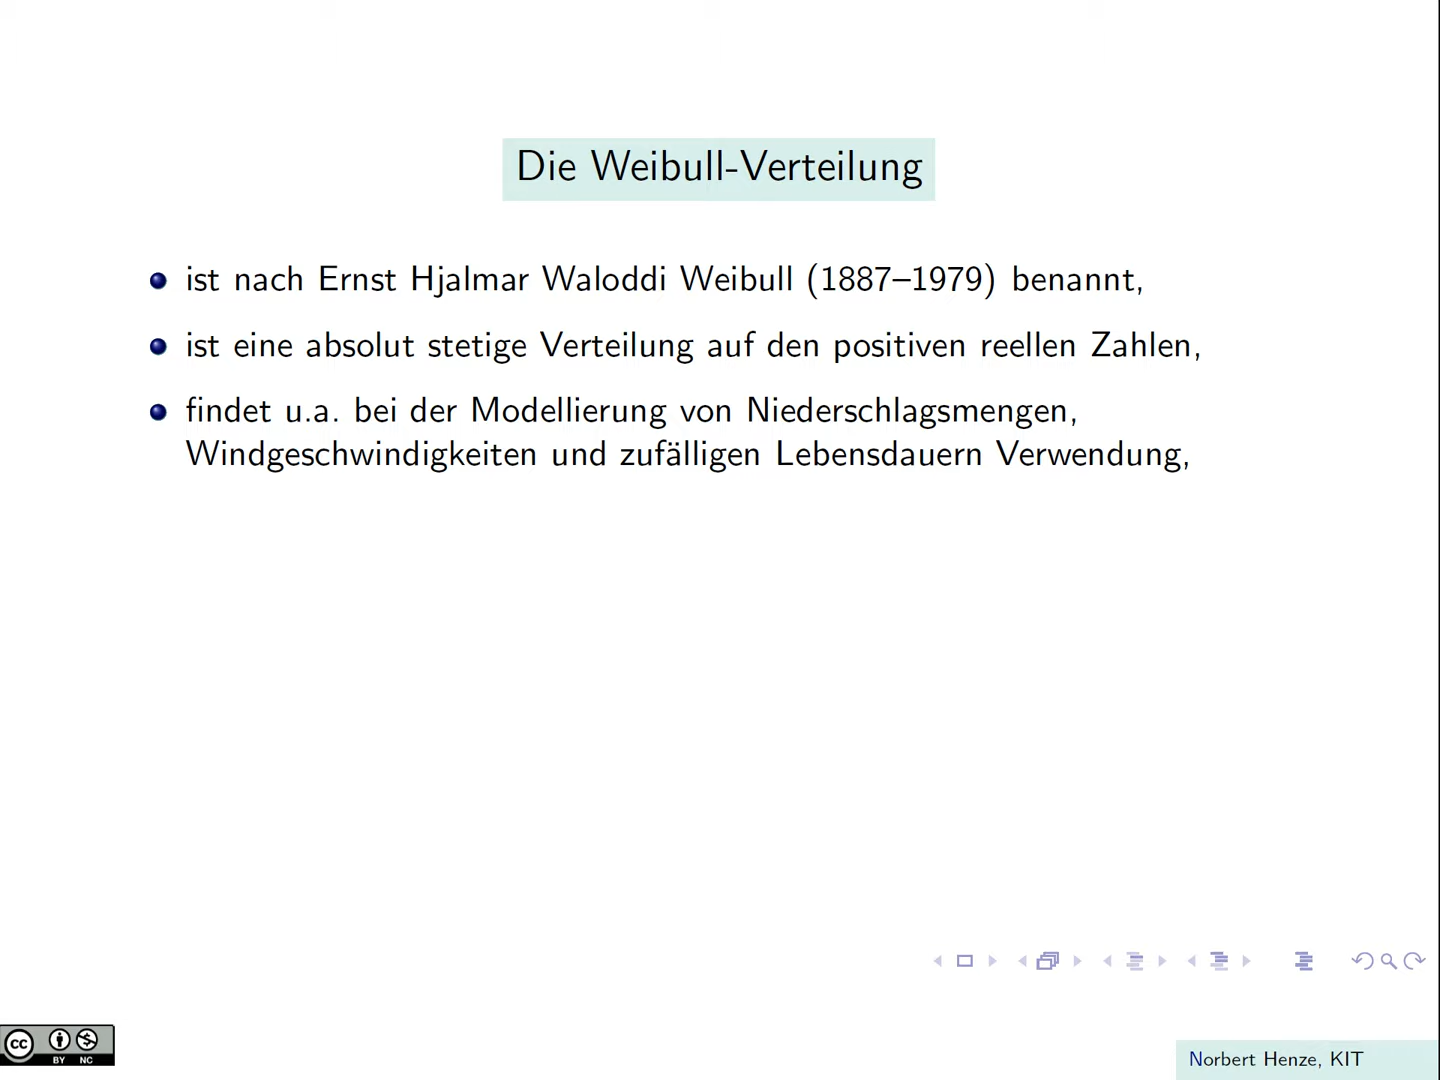 Die Weibull-Verteilung
ist nach Ernst Hjalmar Waloddi Weibull (1887–1979) benannt,
ist eine absolut stetige Verteilung auf den positiven reellen Zahlen,
findet u.a. bei der Modellierung von Niederschlagsmengen,
Windgeschwindigkeiten und zufälligen Lebensdauern Verwendung,
cc BY NC
Norbert Henze, KIT